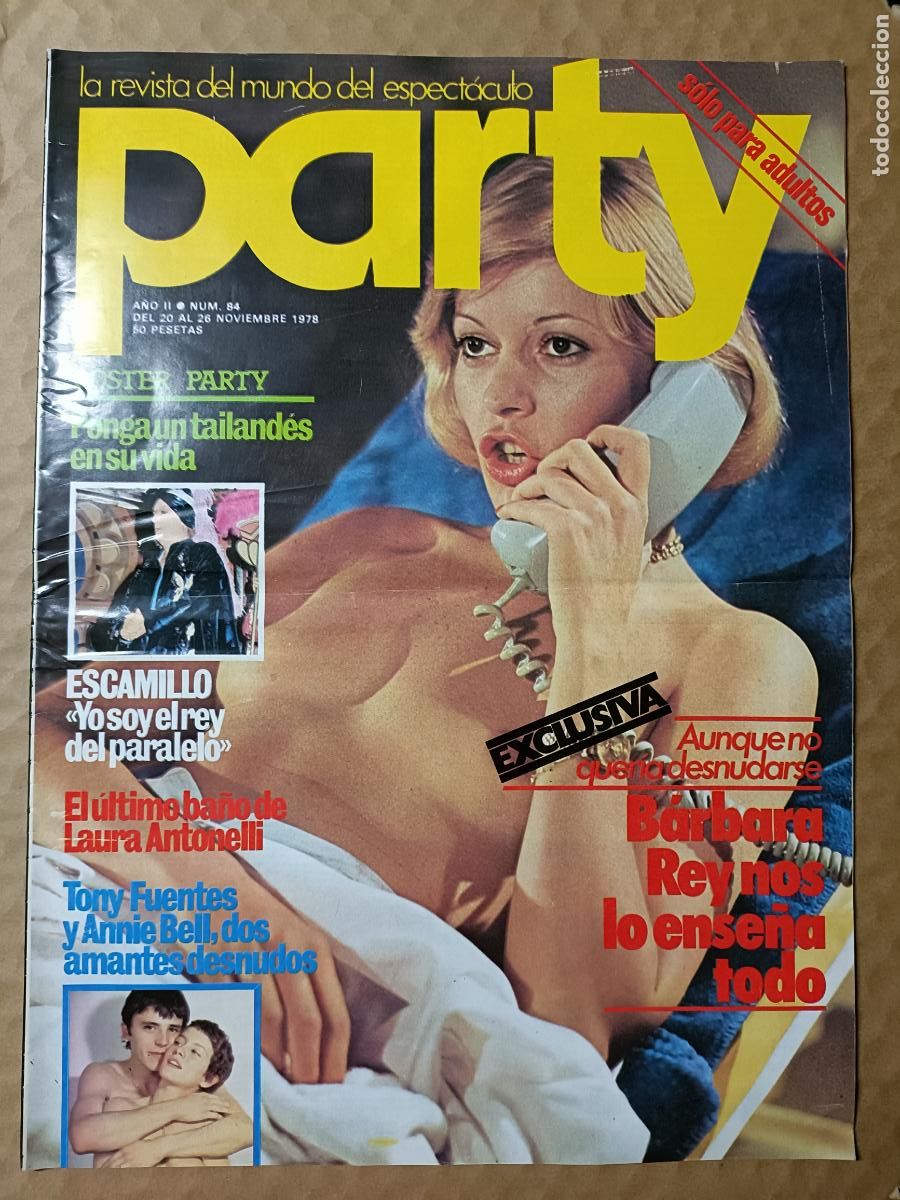 la revista del mundo del espectáculo
party
sólo para adultos
AÑO II ● NUM. 84
DEL 20 AL 26 NOVIEMBRE 1978
50 PESETAS
POSTER PARTY
Ponga un tailandés
en su vida
ESCAMILLO
«Yo soy el rey
del paralelo»
El último baño de
Laura Antonelli
Tony Fuentes
y Annie Bell, dos
amantes desnudos
EXCLUSIVA
Aunque no
quería desnudarse
Bárbara
Rey nos
lo enseña
todo
todocoleccion